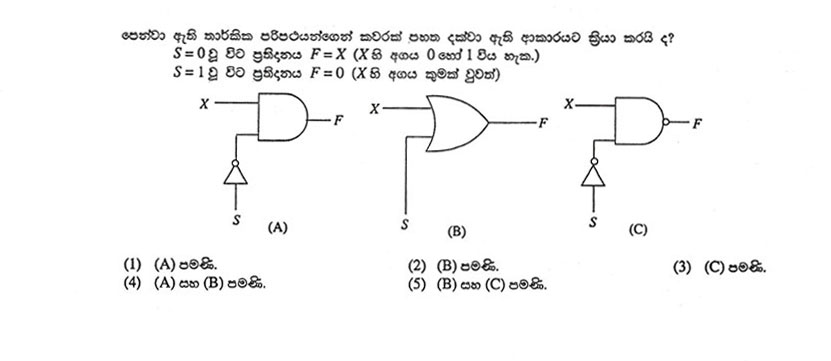 පෙන්වා ඇති තාර්කික පරිපථයන්ගෙන් කවරක් පහත දක්වා ඇති ආකාරයට ක්‍රියා කරයි ද?
S = 0 වූ විට ප්‍රතිදානය F = X (X හි අගය 0 හෝ 1 විය හැක.)
S = 1 වූ විට ප්‍රතිදානය F = 0 (X හි අගය කුමක් වුවත්)
X F X F X F
S S S
(A) (B) (C)
(1) (A) පමණි. (2) (B) පමණි. (3) (C) පමණි.
(4) (A) සහ (B) පමණි. (5) (B) සහ (C) පමණි.